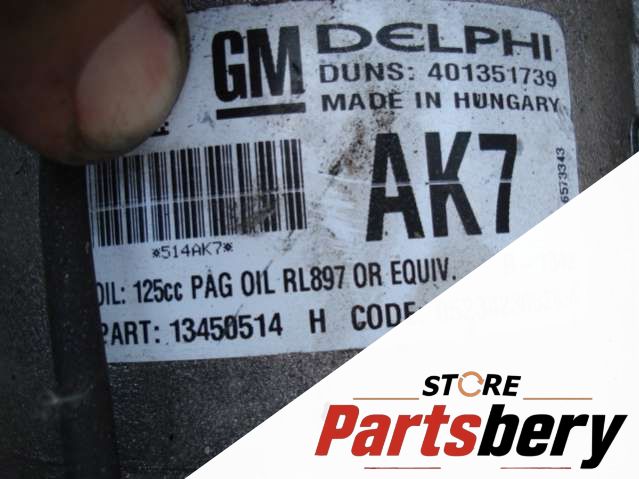 GM DELPHI
DUNS: 401351739
MADE IN HUNGARY
AK7
*514AK7*
OIL: 125cc PAG OIL RL897 OR EQUIV.
PART: 13450514 H CODE
6573343
STORE
Partsbery